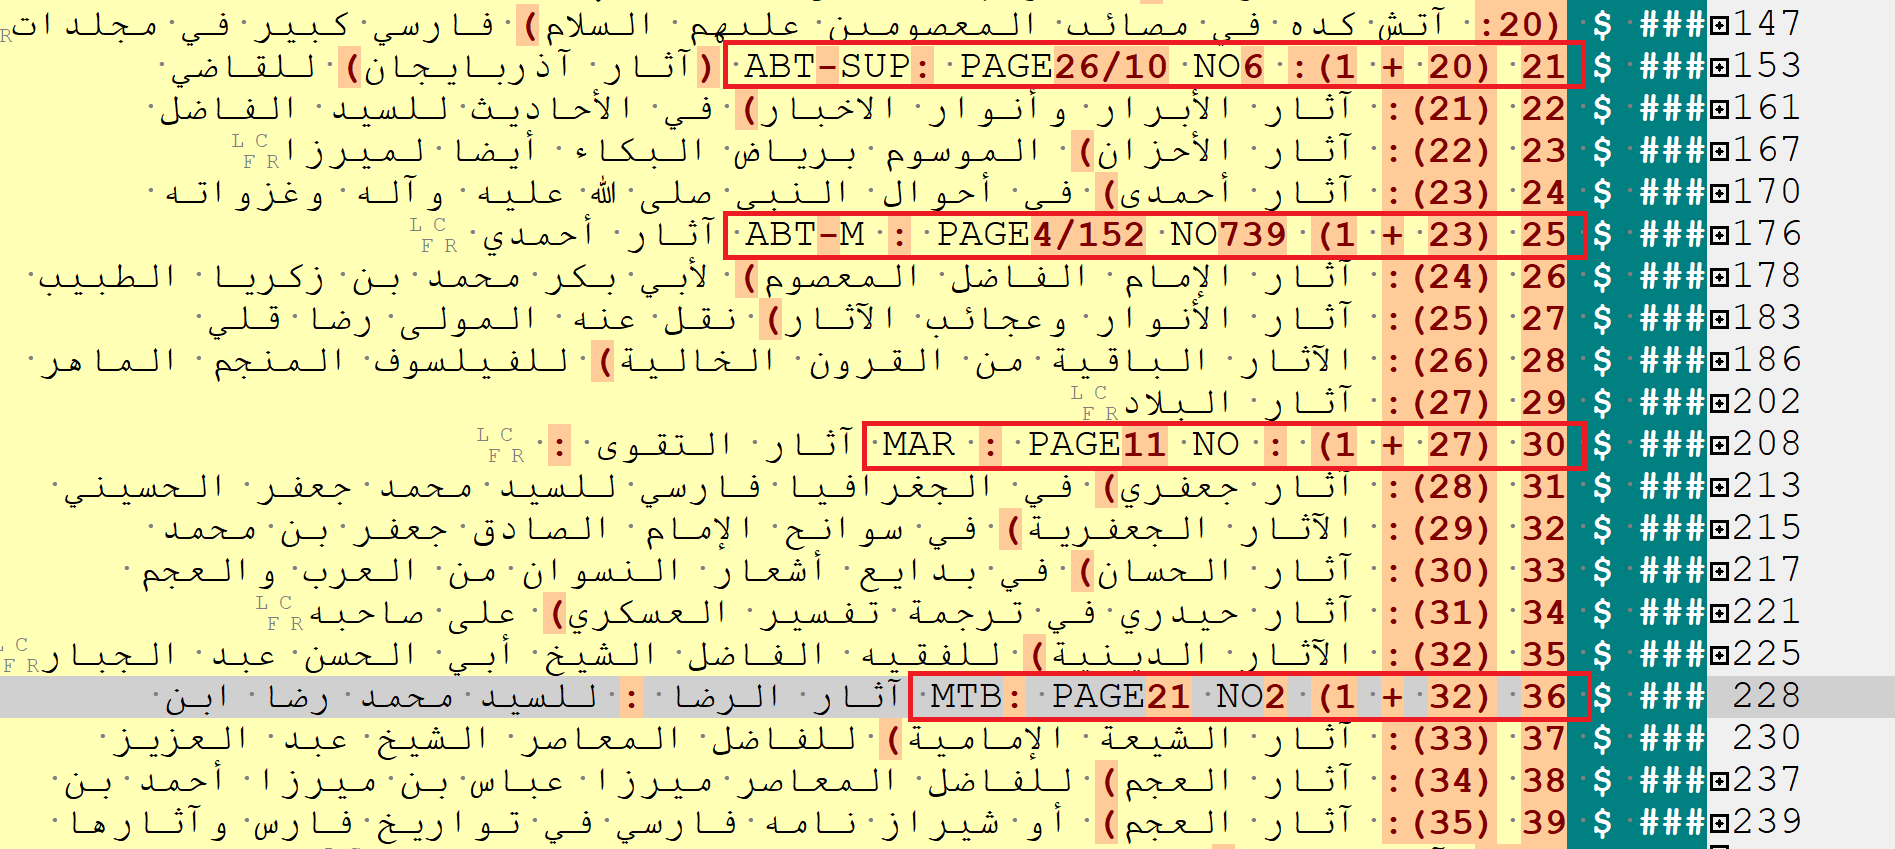 147 ### $ (20: آتش كده في مصائب المعصومين عليهم السلام) فارسي كبير في مجلدات
153 ### $ 21 (20 + 1): NO6 PAGE26/10 :ABT-SUP (آثار آذربايجان) للقاضي
161 ### $ 22 (21): آثار الأبرار وأنوار الاخبار) في الأحاديث للسيد الفاضل
167 ### $ 23 (22): آثار الأحزان) الموسوم برياض البكاء أيضا لميرزا
170 ### $ 24 (23): آثار أحمدى) في أحوال النبي صلى الله عليه وآله وغزواته
176 ### $ 25 (23 + 1) NO739 PAGE4/152 : ABT-M آثار أحمدي
178 ### $ 26 (24): آثار الإمام الفاضل المعصوم) لأبي بكر محمد بن زكريا الطبيب
183 ### $ 27 (25): آثار الأنوار وعجائب الآثار) نقل عنه المولى رضا قلي
186 ### $ 28 (26): الآثار الباقية من القرون الخالية) للفيلسوف المنجم الماهر
202 ### $ 29 (27): آثار البلاد
208 ### $ 30 (27 + 1) : NO PAGE11 : MAR آثار التقوى :
213 ### $ 31 (28): آثار جعفري) في الجغرافيا فارسي للسيد محمد جعفر الحسيني
215 ### $ 32 (29): الآثار الجعفرية) في سوانح الإمام الصادق جعفر بن محمد
217 ### $ 33 (30): آثار الحسان) في بدايع أشعار النسوان من العرب والعجم
221 ### $ 34 (31): آثار حيدري في ترجمة تفسير العسكري) على صاحبه
225 ### $ 35 (32): الآثار الدينية) للفقيه الفاضل الشيخ أبي الحسن عبد الجبار
228 ### $ 36 (32 + 1) NO2 PAGE21 :MTB آثار الرضا : للسيد محمد رضا ابن
230 ### $ 37 (33): آثار الشيعة الإمامية) للفاضل المعاصر الشيخ عبد العزيز
237 ### $ 38 (34): آثار العجم) للفاضل المعاصر ميرزا عباس بن ميرزا أحمد بن
239 ### $ 39 (35): آثار العجم) أو شيراز نامه فارسي في تواريخ فارس وآثارها